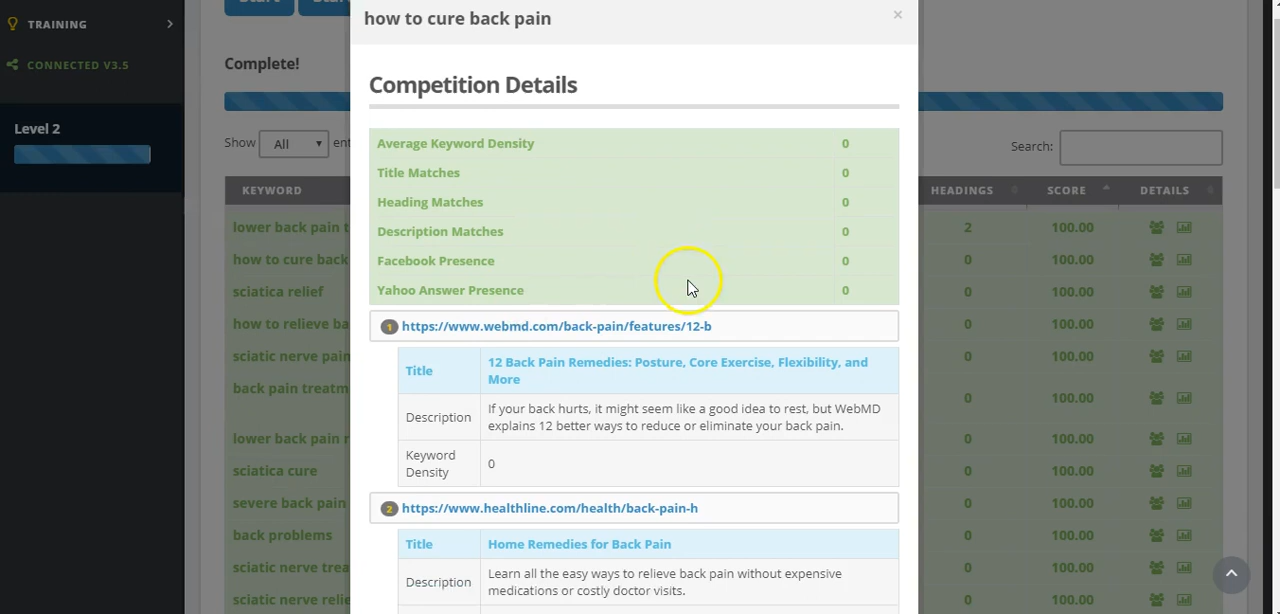 how to cure back pain
×
Start
Star
TRAINING
CONNECTED V3.5
Level 2
Complete!
Show All ent
Search:
KEYWORD
HEADINGS SCORE DETAILS
lower back pain t
2 100.00
how to cure back
0 100.00
sciatica relief
0 100.00
how to relieve ba
0 100.00
sciatic nerve pain
0 100.00
back pain treatm
0 100.00
lower back pain r
0 100.00
sciatica cure
0 100.00
severe back pain
0 100.00
back problems
0 100.00
sciatic nerve trea
0 100.00
sciatic nerve relie
0 100.00
Competition Details
Average Keyword Density 0
Title Matches 0
Heading Matches 0
Description Matches 0
Facebook Presence 0
Yahoo Answer Presence 0
1 https://www.webmd.com/back-pain/features/12-b
Title
12 Back Pain Remedies: Posture, Core Exercise, Flexibility, and
More
Description
If your back hurts, it might seem like a good idea to rest, but WebMD
explains 12 better ways to reduce or eliminate your back pain.
Keyword
Density
0
2 https://www.healthline.com/health/back-pain-h
Title
Home Remedies for Back Pain
Description
Learn all the easy ways to relieve back pain without expensive
medications or costly doctor visits.